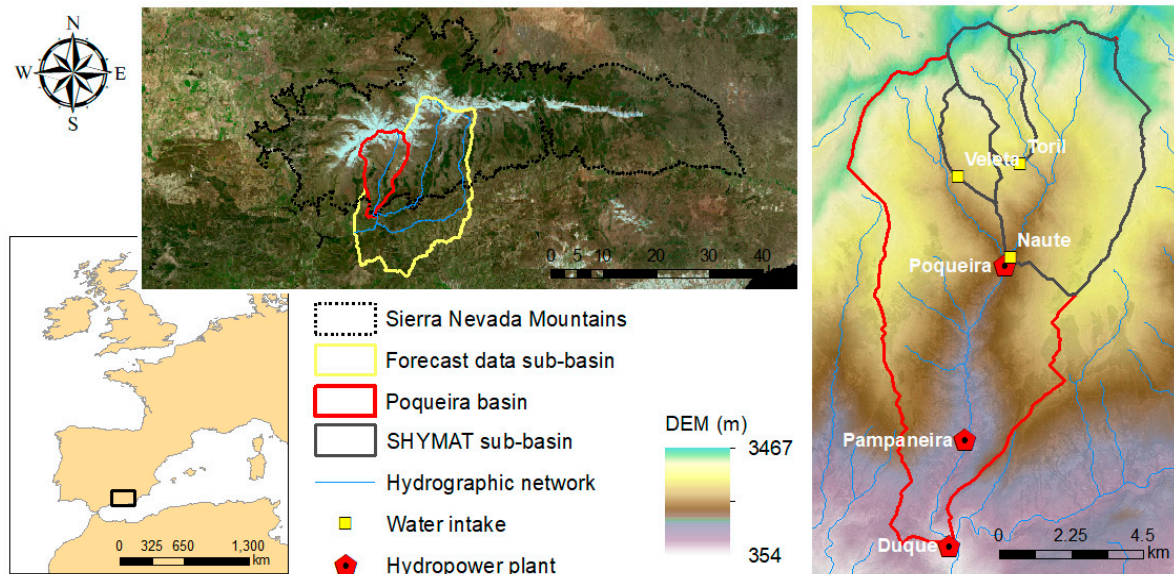 N
W E
S
0 5 10 20 30 40
km
Sierra Nevada Mountains
Forecast data sub-basin
Poqueira basin
SHYMAT sub-basin
Hydrographic network
Water intake
Hydropower plant
DEM (m)
3467
354
0 325 650 1,300
km
Veleta
Toril
Naute
Poqueira
Pampaneira
Duque
0 2.25 4.5
km